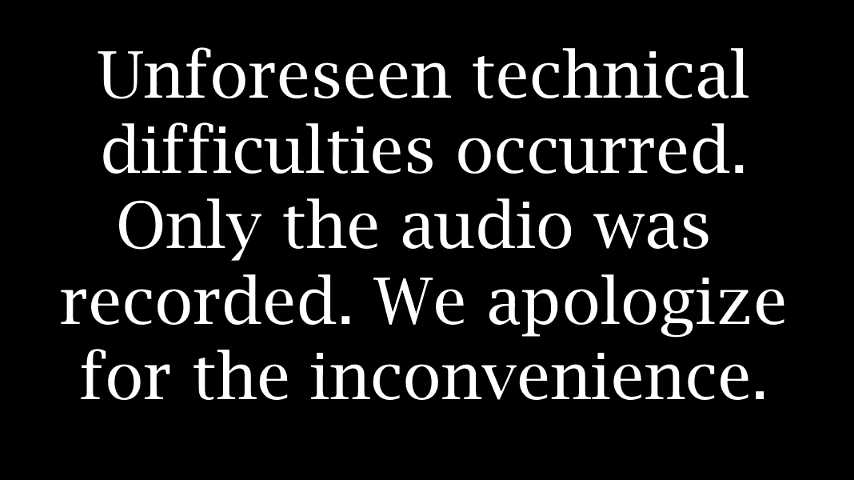 Unforeseen technical
difficulties occurred.
Only the audio was
recorded. We apologize
for the inconvenience.